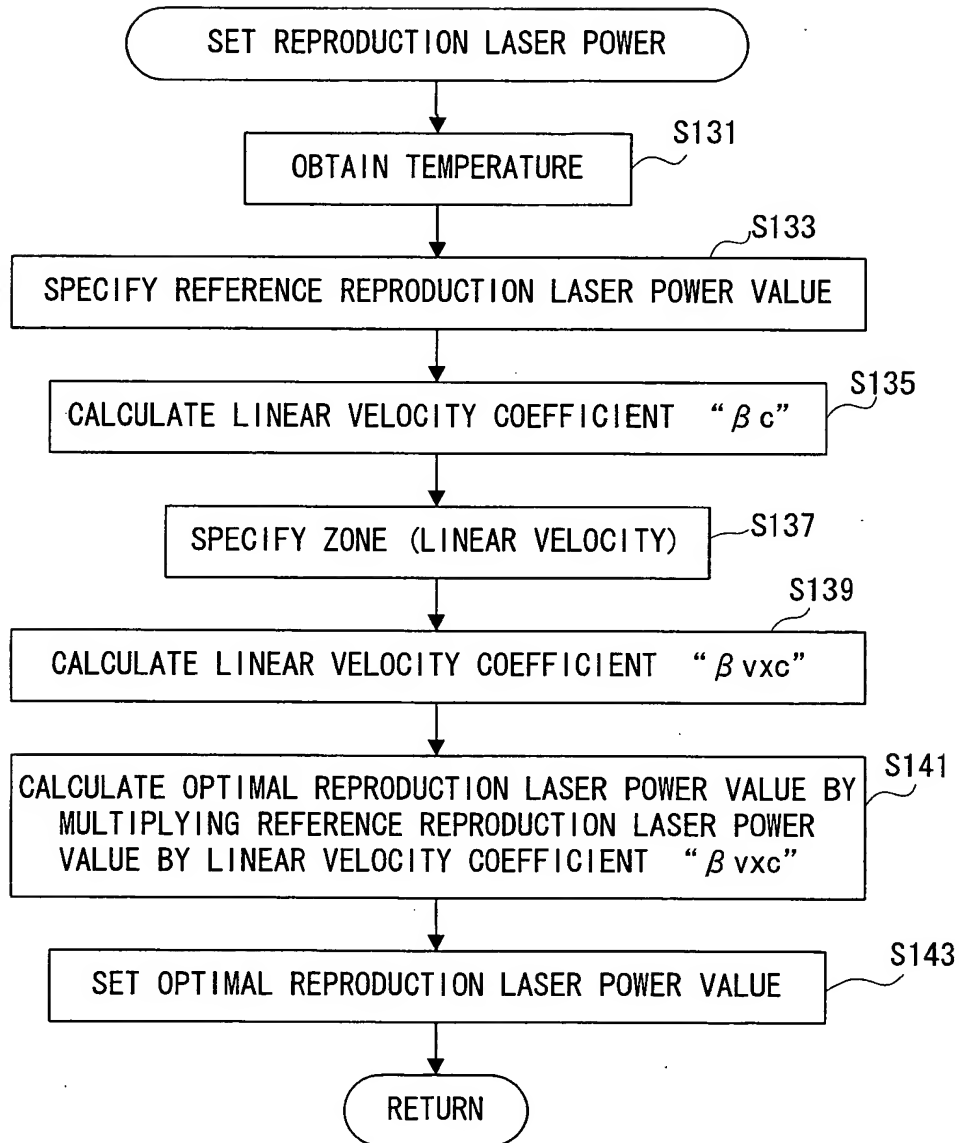 SET REPRODUCTION LASER POWER
S131
OBTAIN TEMPERATURE
S133
SPECIFY REFERENCE REPRODUCTION LASER POWER VALUE
S135
CALCULATE LINEAR VELOCITY COEFFICIENT “βc”
S137
SPECIFY ZONE (LINEAR VELOCITY)
S139
CALCULATE LINEAR VELOCITY COEFFICIENT “βvxc”
S141
CALCULATE OPTIMAL REPRODUCTION LASER POWER VALUE BY
MULTIPLYING REFERENCE REPRODUCTION LASER POWER
VALUE BY LINEAR VELOCITY COEFFICIENT “βvxc”
S143
SET OPTIMAL REPRODUCTION LASER POWER VALUE
RETURN